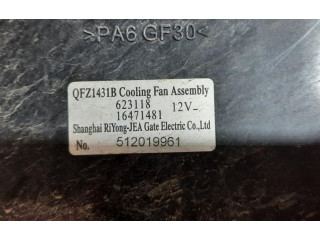 >PA6 GF30<
QFZ1431B Cooling Fan Assembly
623118 12V⎓
16471481
Shanghai RiYong-JEA Gate Electric Co.,Ltd
No. 512019961